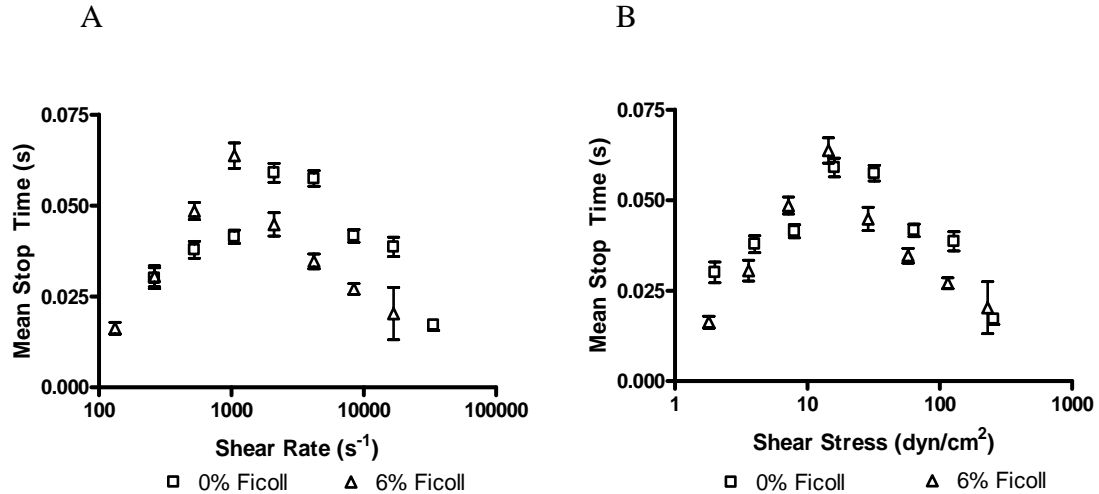 A
B
0.075
0.050
0.025
0.000
Mean Stop Time (s)
100
1000
10000
100000
Shear Rate (s⁻¹)
0% Ficoll
6% Ficoll
0.075
0.050
0.025
0.000
Mean Stop Time (s)
1
10
100
1000
Shear Stress (dyn/cm²)
0% Ficoll
6% Ficoll